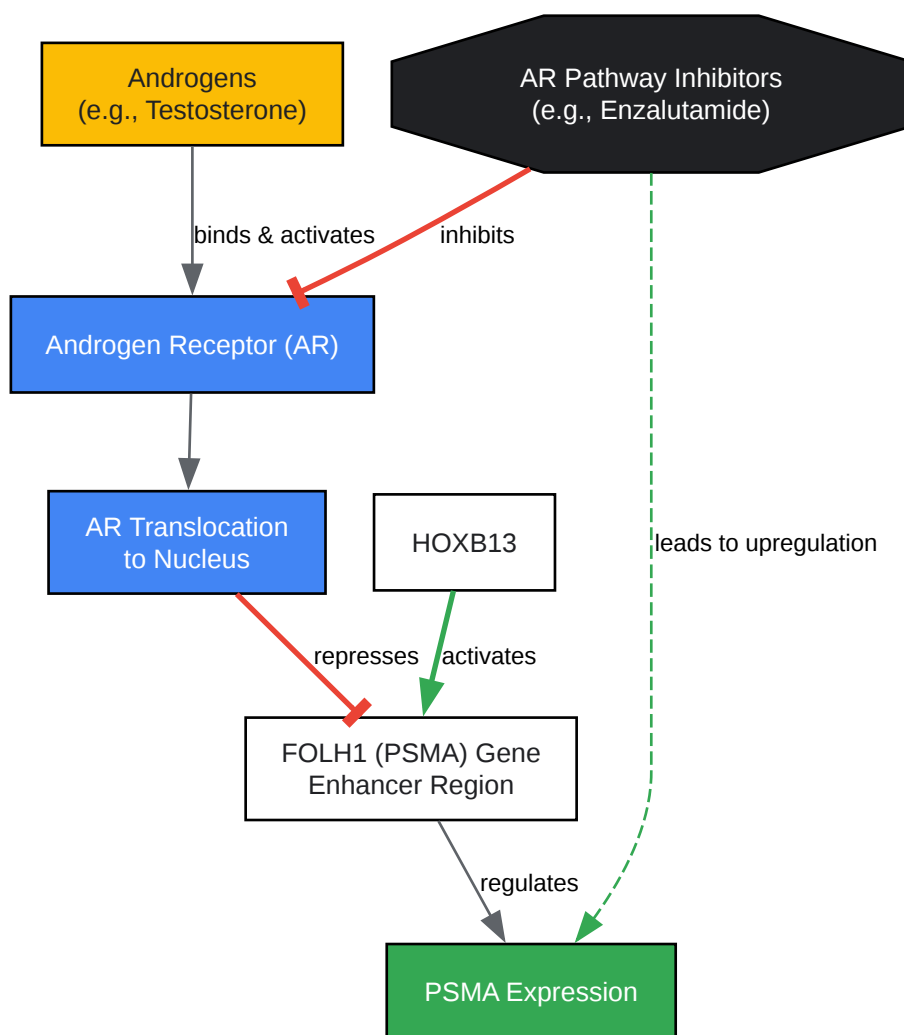 Androgens
(e.g., Testosterone)
AR Pathway Inhibitors
(e.g., Enzalutamide)
binds & activates
inhibits
Androgen Receptor (AR)
AR Translocation
to Nucleus
HOXB13
leads to upregulation
represses
activates
FOLH1 (PSMA) Gene
Enhancer Region
regulates
PSMA Expression